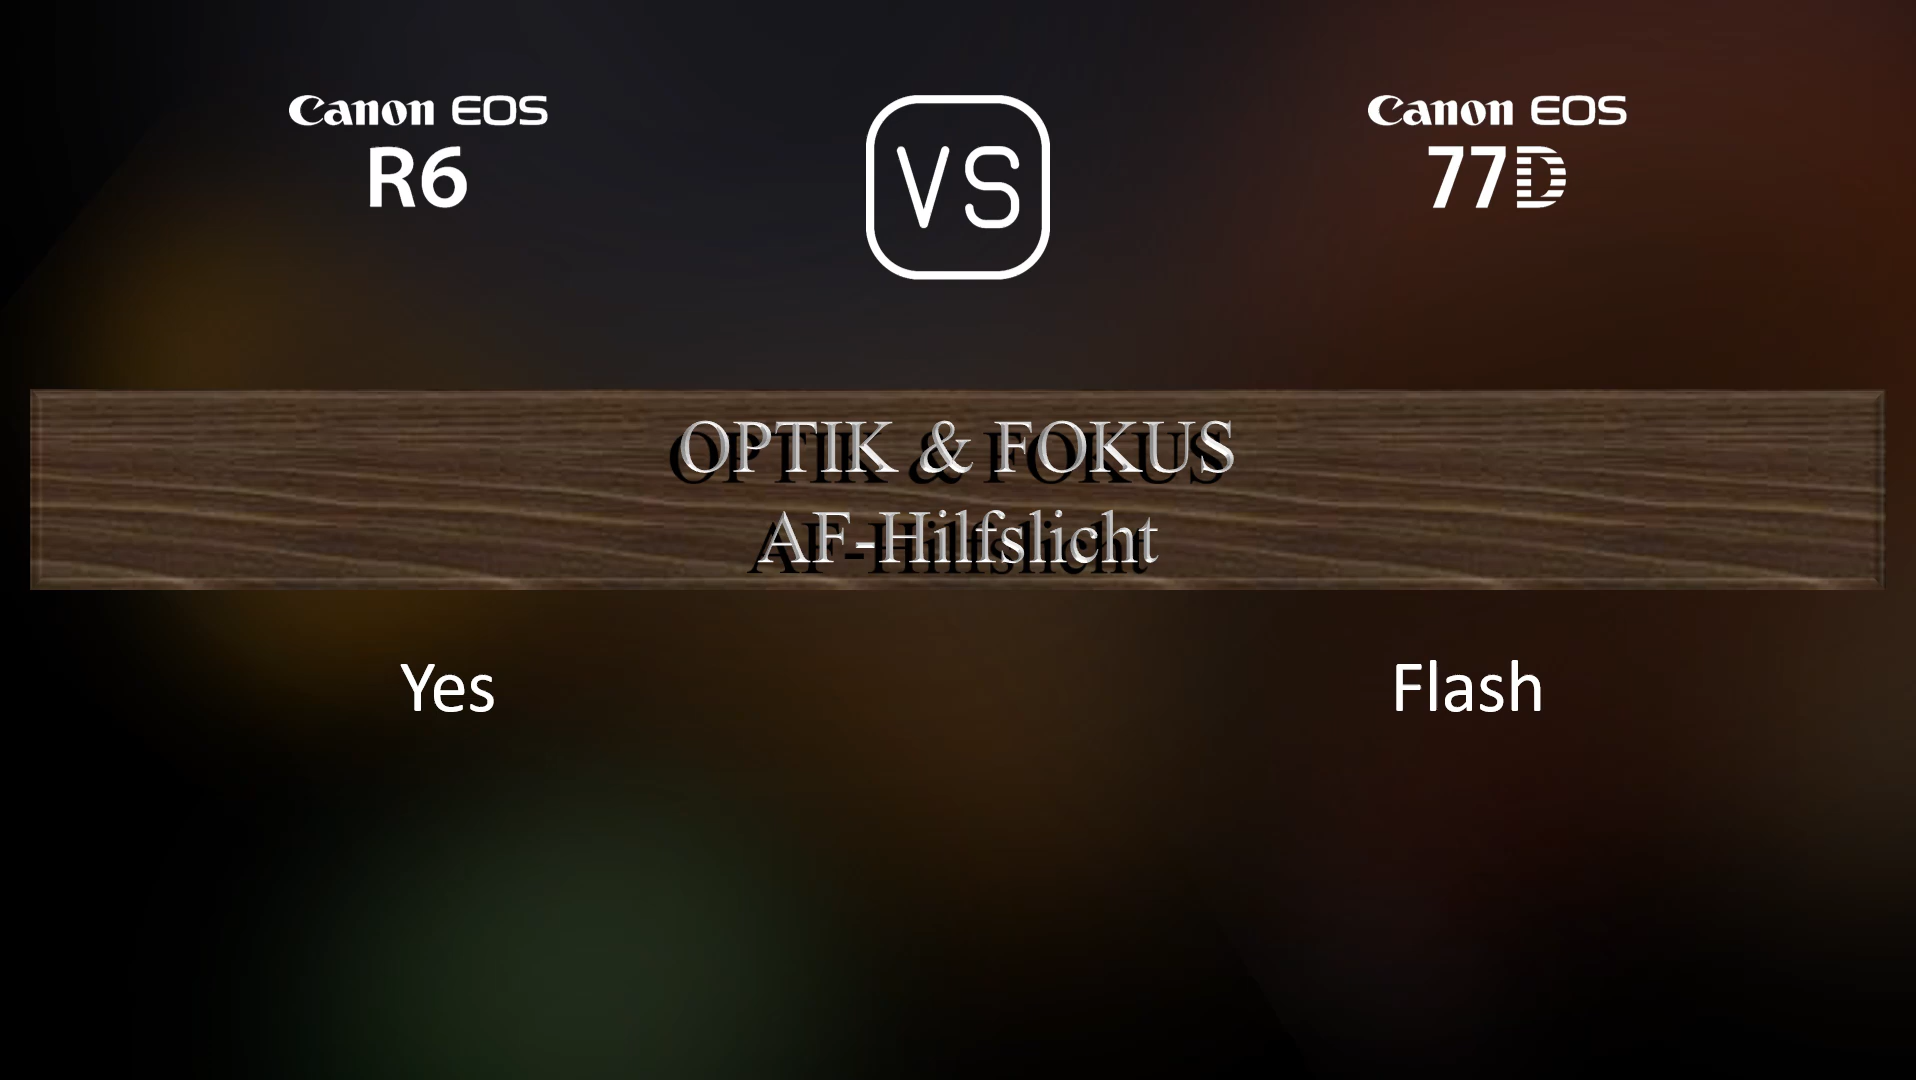 Canon EOS
R6
VS
Canon EOS
77D
OPTIK & FOKUS
AF-Hilfslicht
Yes
Flash